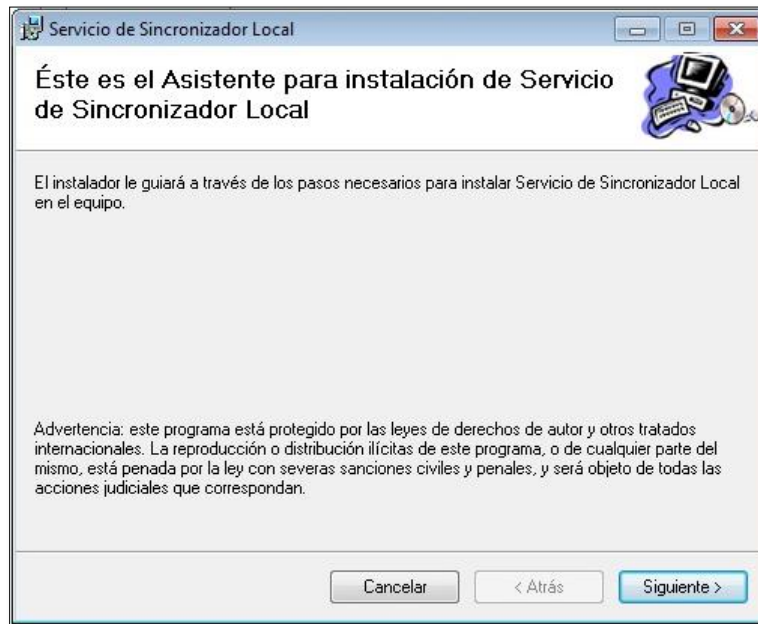 Servicio de Sincronizador Local
Éste es el Asistente para instalación de Servicio
de Sincronizador Local
El instalador le guiará a través de los pasos necesarios para instalar Servicio de Sincronizador Local
en el equipo.
Advertencia: este programa está protegido por las leyes de derechos de autor y otros tratados
internacionales. La reproducción o distribución ilícitas de este programa, o de cualquier parte del
mismo, está penada por la ley con severas sanciones civiles y penales, y será objeto de todas las
acciones judiciales que correspondan.
Cancelar < Atrás Siguiente >